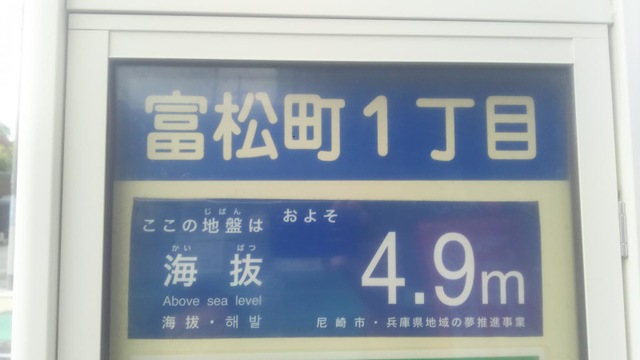 富松町1丁目
ここの地盤は およそ
じばん
海抜 4.9m
かい ばつ
Above sea level
海拔・해발
尼崎市・兵庫県地域の夢推進事業